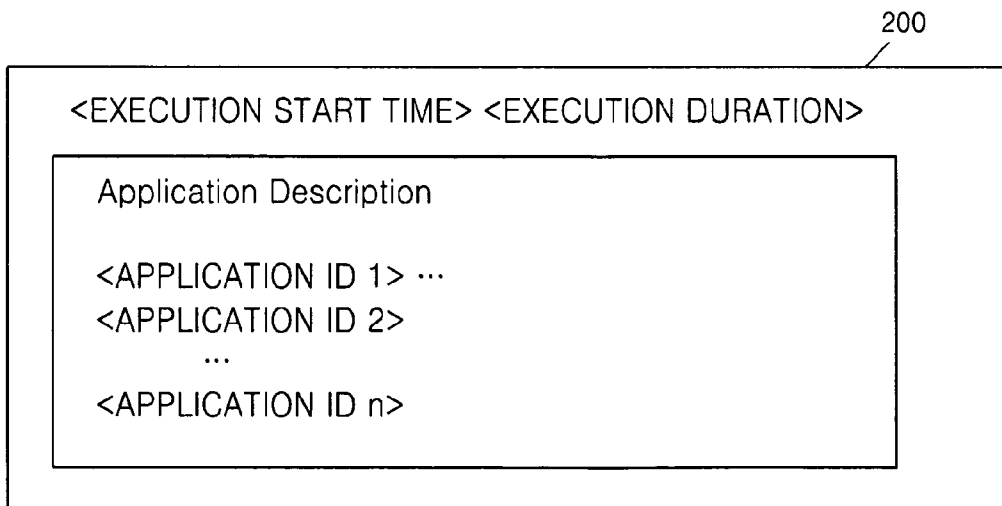 200
<EXECUTION START TIME> <EXECUTION DURATION>
Application Description
<APPLICATION ID 1> ...
<APPLICATION ID 2>
...
<APPLICATION ID n>